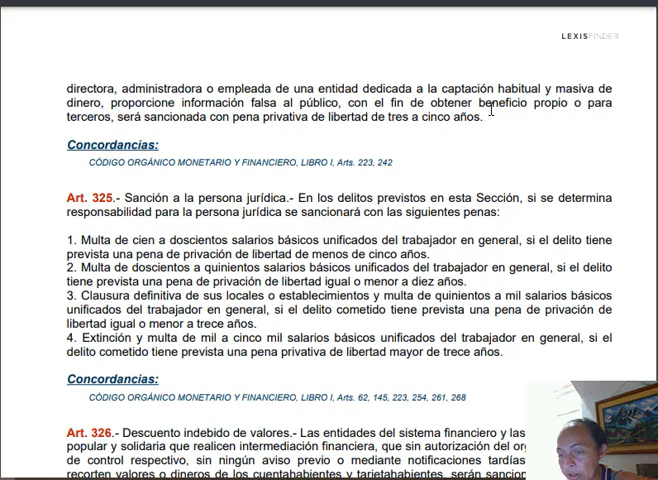 LEXISFINDER
directora, administradora o empleada de una entidad dedicada a la captación habitual y masiva de
dinero, proporcione información falsa al público, con el fin de obtener beneficio propio o para
terceros, será sancionada con pena privativa de libertad de tres a cinco años.
Concordancias:
CÓDIGO ORGÁNICO MONETARIO Y FINANCIERO, LIBRO I, Arts. 223, 242
Art. 325.- Sanción a la persona jurídica.- En los delitos previstos en esta Sección, si se determina
responsabilidad para la persona jurídica se sancionará con las siguientes penas:
1. Multa de cien a doscientos salarios básicos unificados del trabajador en general, si el delito tiene
prevista una pena de privación de libertad de menos de cinco años.
2. Multa de doscientos a quinientos salarios básicos unificados del trabajador en general, si el delito
tiene prevista una pena de privación de libertad igual o menor a diez años.
3. Clausura definitiva de sus locales o establecimientos y multa de quinientos a mil salarios básicos
unificados del trabajador en general, si el delito cometido tiene prevista una pena de privación de
libertad igual o menor a trece años.
4. Extinción y multa de mil a cinco mil salarios básicos unificados del trabajador en general, si el
delito cometido tiene prevista una pena privativa de libertad mayor de trece años.
Concordancias:
CÓDIGO ORGÁNICO MONETARIO Y FINANCIERO, LIBRO I, Arts. 62, 145, 223, 254, 261, 268
Art. 326.- Descuento indebido de valores.- Las entidades del sistema financiero y las
popular y solidaria que realicen intermediación financiera, que sin autorización del
de control respectivo, sin ningún aviso previo o mediante notificaciones tardías
recorten valores o dineros de los cuentahabientes y tarjetahabientes, serán